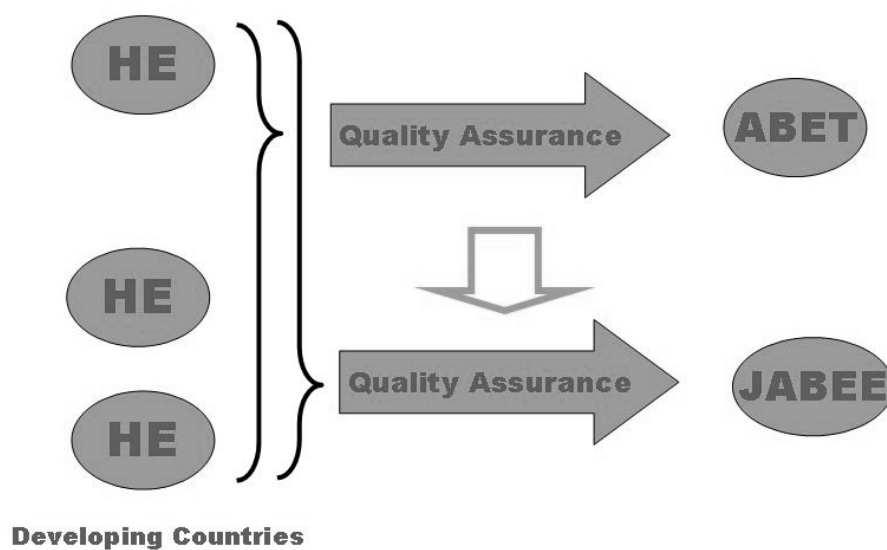 HE
Quality Assurance
ABET
HE
Quality Assurance
JABEE
HE
Developing Countries